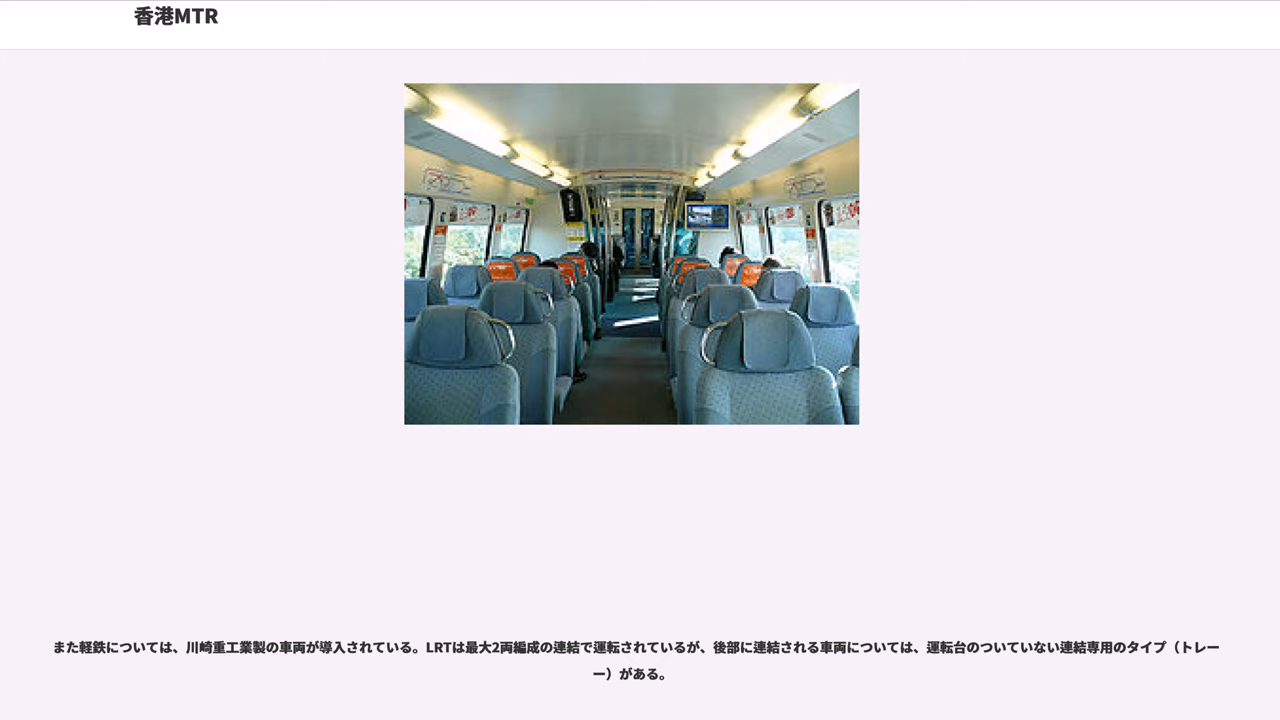 香港MTR
また軽鉄については、川崎重工業製の車両が導入されている。LRTは最大2両編成の連結で運転されているが、後部に連結される車両については、運転台のついていない連結専用のタイプ（トレー
ー）がある。